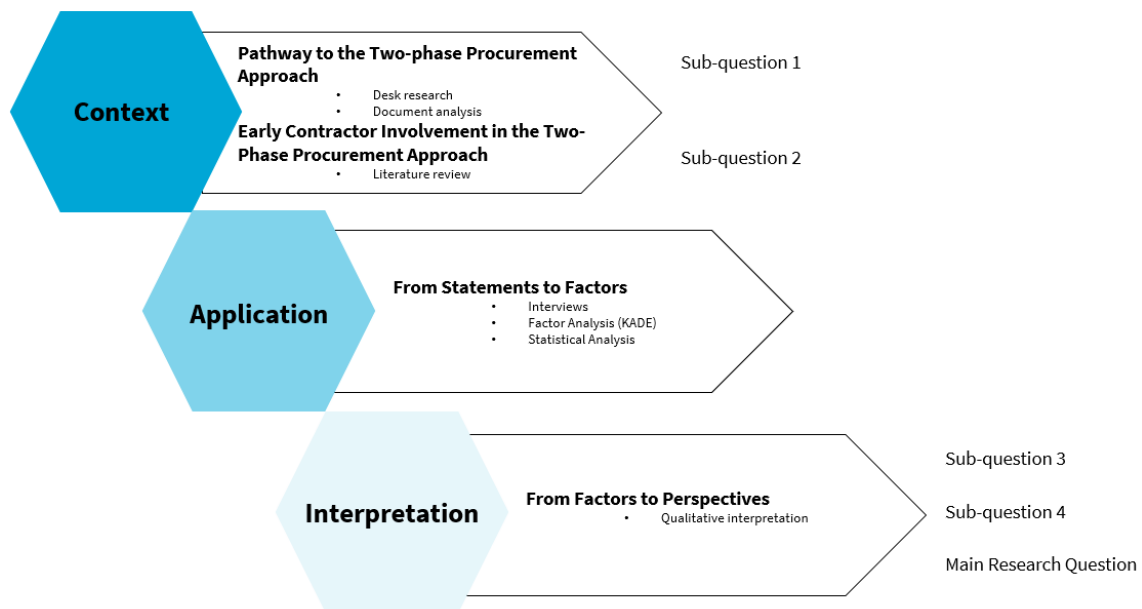 Context
Pathway to the Two-phase Procurement
Approach
• Desk research
• Document analysis
Early Contractor Involvement in the Two-
Phase Procurement Approach
• Literature review
Sub-question 1
Sub-question 2
Application
From Statements to Factors
• Interviews
• Factor Analysis (KADE)
• Statistical Analysis
Interpretation
From Factors to Perspectives
• Qualitative interpretation
Sub-question 3
Sub-question 4
Main Research Question